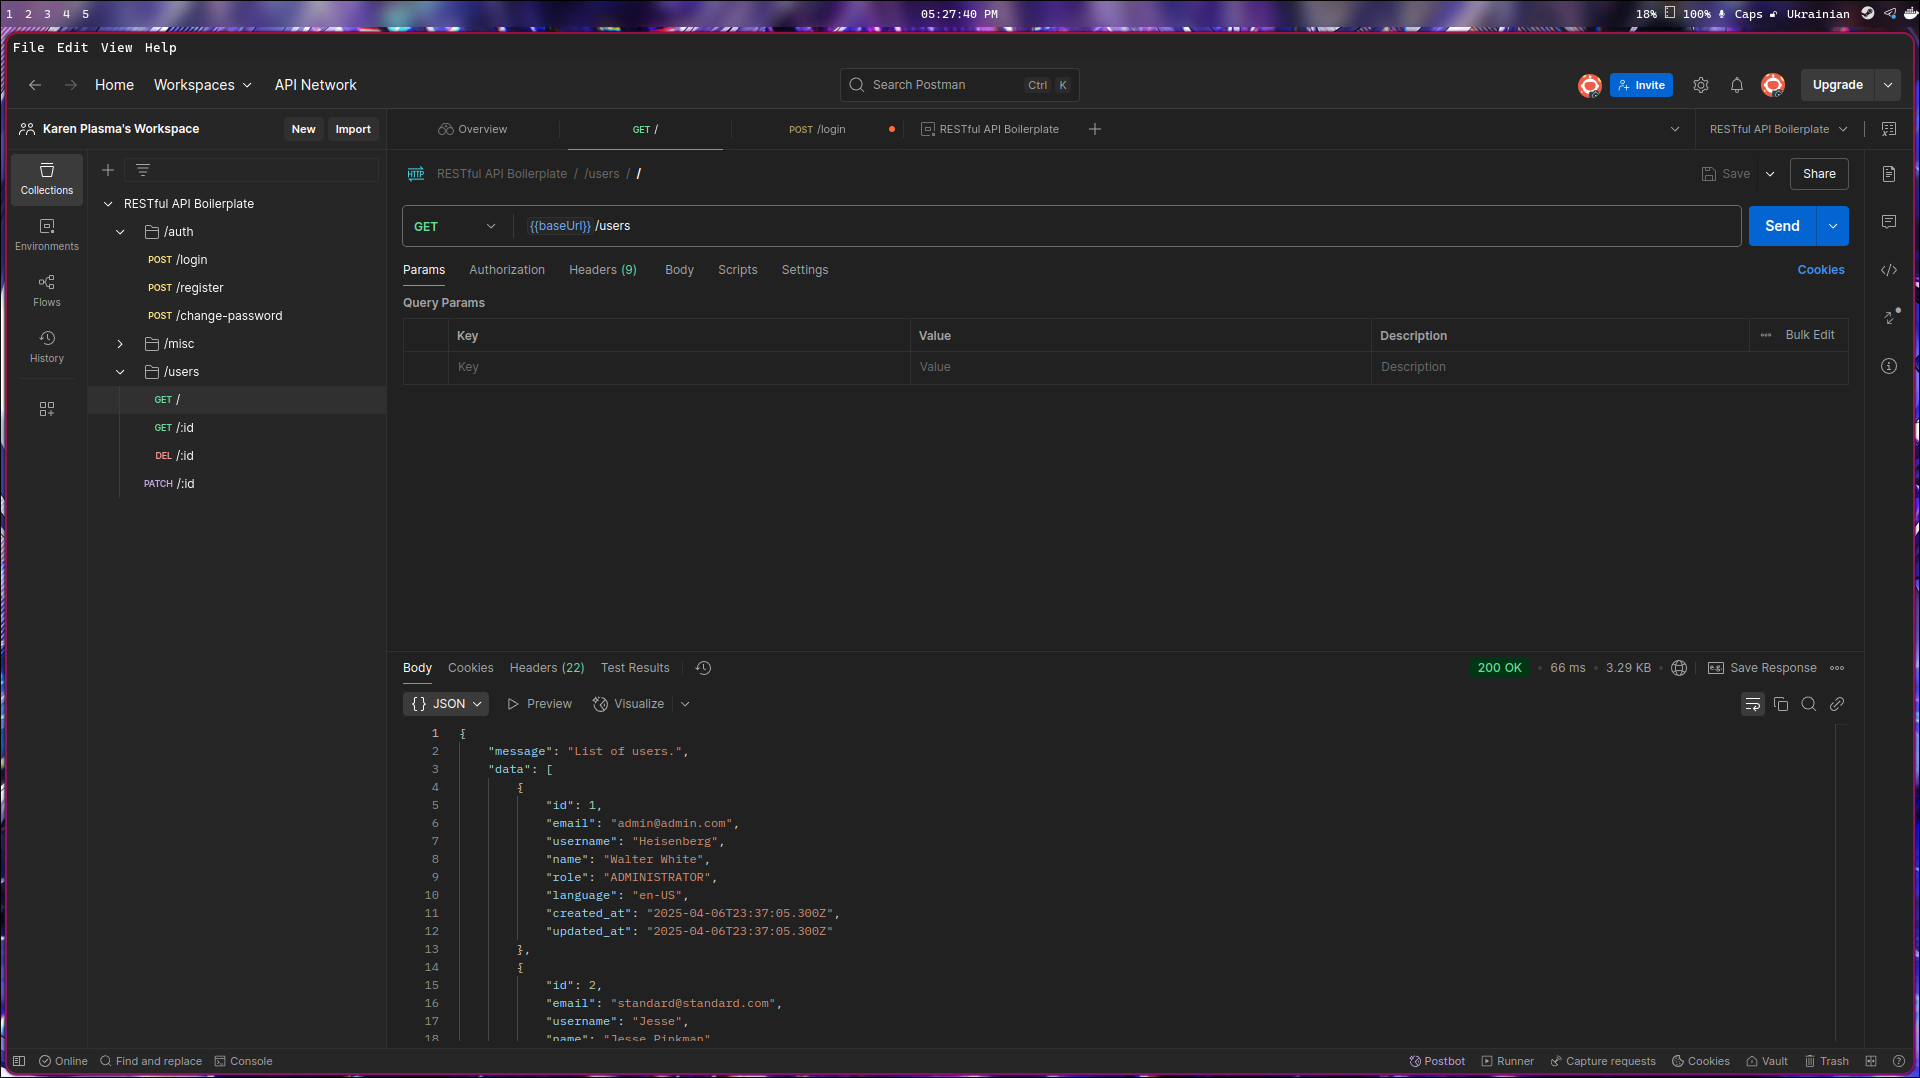 1 2 3 4 5
05:27:40 PM
18% 100% Caps Ukrainian
File Edit View Help
Home Workspaces API Network
Search Postman Ctrl K
Invite
Upgrade
Karen Plasma's Workspace New Import
Overview GET / POST /login RESTful API Boilerplate
RESTful API Boilerplate
Collections
Environments
Flows
History
RESTful API Boilerplate
/auth
POST /login
POST /register
POST /change-password
/misc
/users
GET /
GET /:id
DEL /:id
PATCH /:id
HTTP RESTful API Boilerplate / /users / /
Save Share
GET {{baseUrl}} /users
Send
Params Authorization Headers (9) Body Scripts Settings
Cookies
Query Params
Key Value Description Bulk Edit
Key Value Description
Body Cookies Headers (22) Test Results
200 OK • 66 ms • 3.29 KB • e.g. Save Response
{} JSON Preview Visualize
1 {
2 "message": "List of users.",
3 "data": [
4 {
5 "id": 1,
6 "email": "admin@admin.com",
7 "username": "Heisenberg",
8 "name": "Walter White",
9 "role": "ADMINISTRATOR",
10 "language": "en-US",
11 "created_at": "2025-04-06T23:37:05.300Z",
12 "updated_at": "2025-04-06T23:37:05.300Z"
13 },
14 {
15 "id": 2,
16 "email": "standard@standard.com",
17 "username": "Jesse",
18 "name": "Jesse Pinkman"
Online Find and replace Console
Postbot Runner Capture requests Cookies Vault Trash